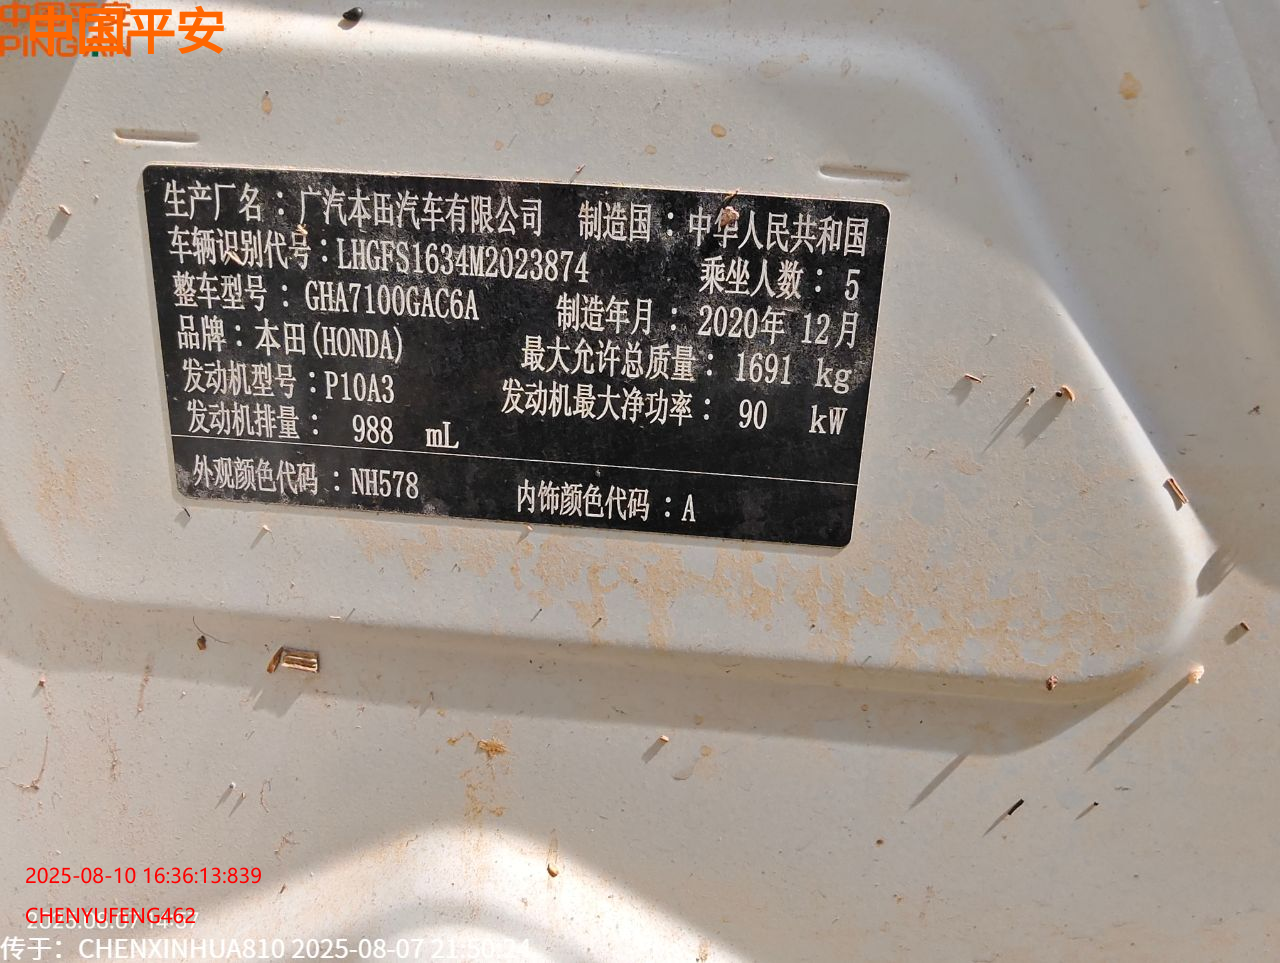 中国平安
PING AN
中国平安
生产厂名：广汽本田汽车有限公司 制造国：中华人民共和国
车辆识别代号：LHGFS1634M2023874 乘坐人数：5
整车型号：GHA7100GAC6A 制造年月：2020年12月
品牌：本田(HONDA) 最大允许总质量：1691 kg
发动机型号：P10A3 发动机最大净功率：90 kW
发动机排量：988 mL
外观颜色代码：NH578 内饰颜色代码：A
2025-08-10 16:36:13:839
CHENYUFENG462
传于：CHENXINHUA810 2025-08-07 21:50:24